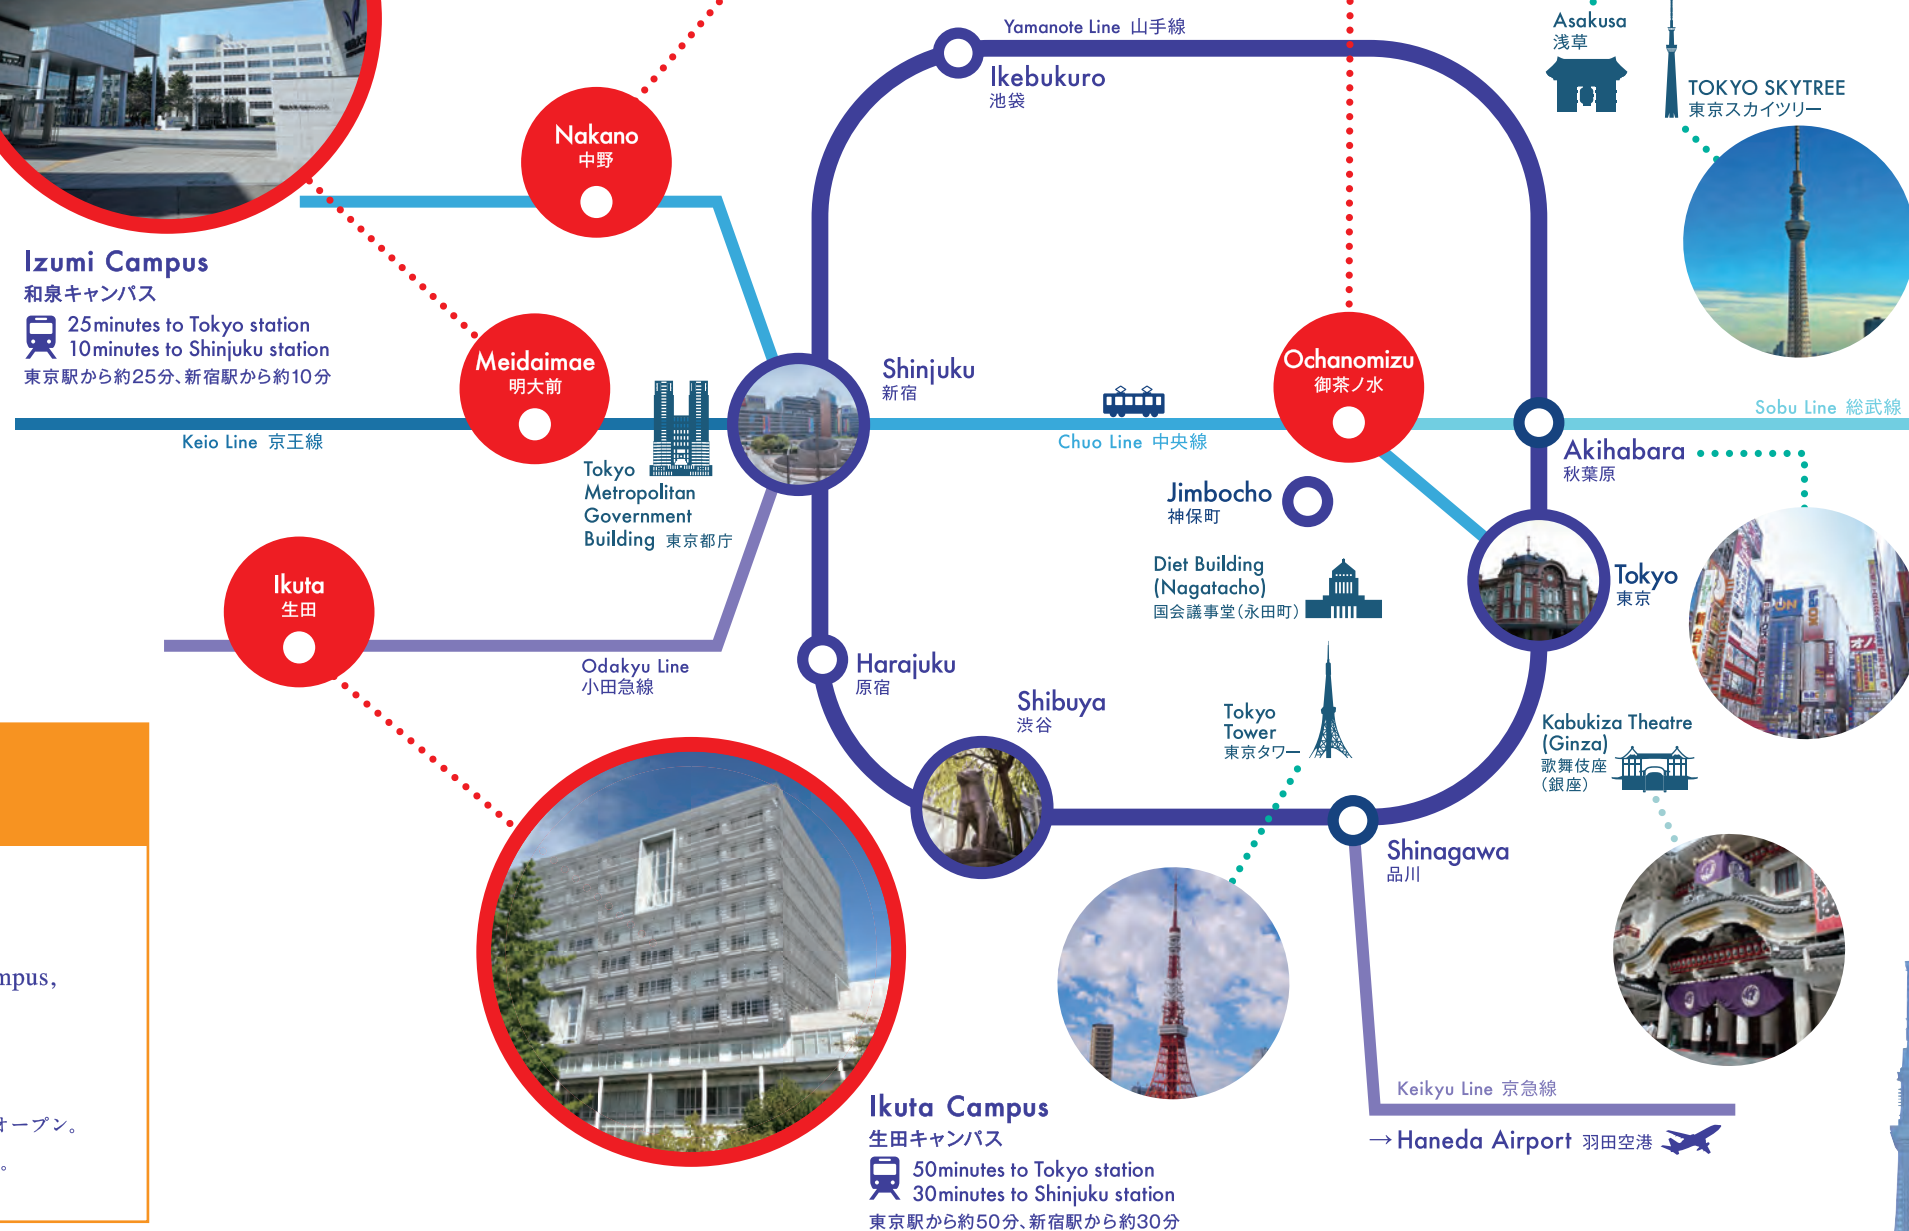 Yamanote Line 山手線
Ikebukuro
池袋
Asakusa
浅草
TOKYO SKYTREE
東京スカイツリー
Nakano
中野
Izumi Campus
和泉キャンパス
25minutes to Tokyo station
10minutes to Shinjuku station
東京駅から約25分、新宿駅から約10分
Meidaimae
明大前
Keio Line 京王線
Tokyo
Metropolitan
Government
Building 東京都庁
Shinjuku
新宿
Chuo Line 中央線
Ochanomizu
御茶ノ水
Sobu Line 総武線
Akihabara
秋葉原
Jimbocho
神保町
Diet Building
(Nagatacho)
国会議事堂(永田町)
Tokyo
東京
Ikuta
生田
Odakyu Line
小田急線
Harajuku
原宿
Shibuya
渋谷
Tokyo
Tower
東京タワー
Kabukiza Theatre
(Ginza)
歌舞伎座
(銀座)
Shinagawa
品川
mpus,
オープン。
。
Keikyu Line 京急線
→Haneda Airport 羽田空港
Ikuta Campus
生田キャンパス
50minutes to Tokyo station
30minutes to Shinjuku station
東京駅から約50分、新宿駅から約30分